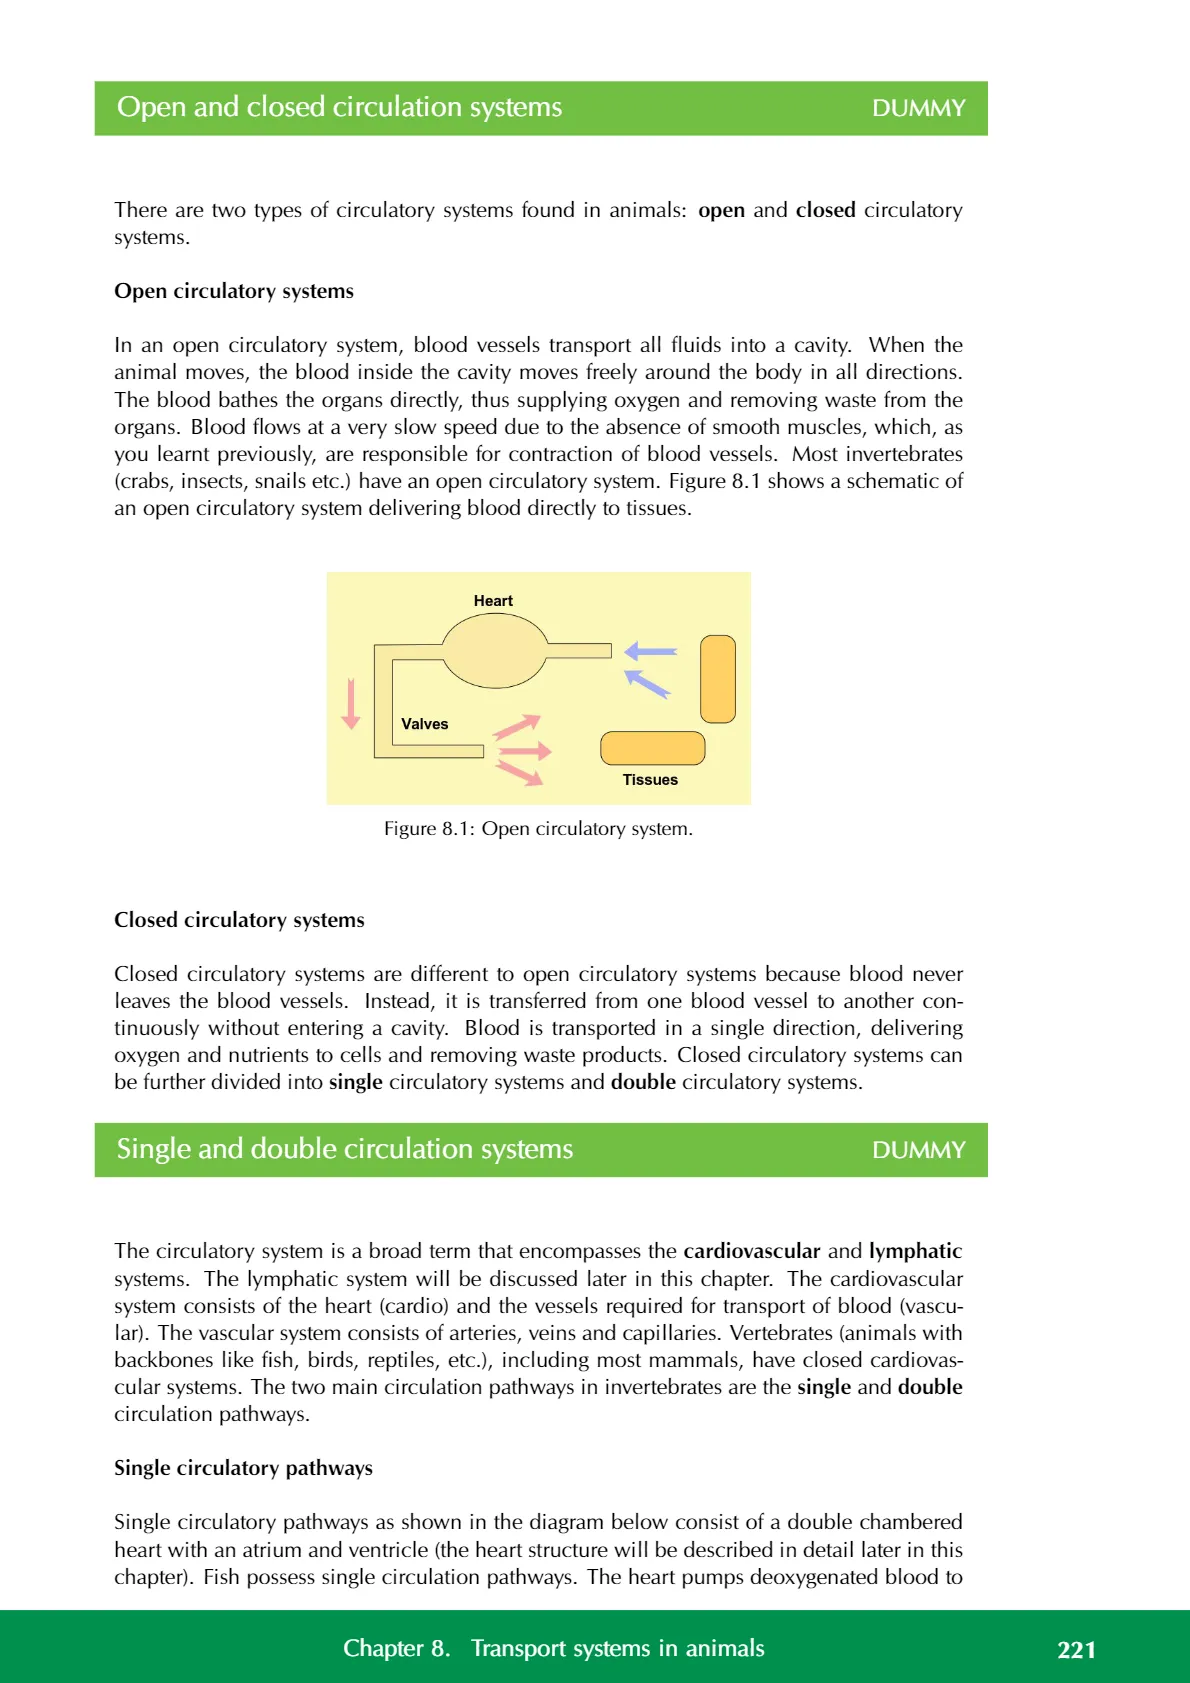 Open and closed circulation systems DUMMY
There are two types of circulatory systems found in animals: open and closed circulatory
systems.
Open circulatory systems
In an open circulatory system, blood vessels transport all fluids into a cavity. When the
animal moves, the blood inside the cavity moves freely around the body in all directions.
The blood bathes the organs directly, thus supplying oxygen and removing waste from the
organs. Blood flows at a very slow speed due to the absence of smooth muscles, which, as
you learnt previously, are responsible for contraction of blood vessels. Most invertebrates
(crabs, insects, snails etc.) have an open circulatory system. Figure 8.1 shows a schematic of
an open circulatory system delivering blood directly to tissues.
Heart
Valves
Tissues
Figure 8.1: Open circulatory system.
Closed circulatory systems
Closed circulatory systems are different to open circulatory systems because blood never
leaves the blood vessels. Instead, it is transferred from one blood vessel to another con-
tinuously without entering a cavity. Blood is transported in a single direction, delivering
oxygen and nutrients to cells and removing waste products. Closed circulatory systems can
be further divided into single circulatory systems and double circulatory systems.
Single and double circulation systems DUMMY
The circulatory system is a broad term that encompasses the cardiovascular and lymphatic
systems. The lymphatic system will be discussed later in this chapter. The cardiovascular
system consists of the heart (cardio) and the vessels required for transport of blood (vascu-
lar). The vascular system consists of arteries, veins and capillaries. Vertebrates (animals with
backbones like fish, birds, reptiles, etc.), including most mammals, have closed cardiovas-
cular systems. The two main circulation pathways in invertebrates are the single and double
circulation pathways.
Single circulatory pathways
Single circulatory pathways as shown in the diagram below consist of a double chambered
heart with an atrium and ventricle (the heart structure will be described in detail later in this
chapter). Fish possess single circulation pathways. The heart pumps deoxygenated blood to
Chapter 8. Transport systems in animals 221